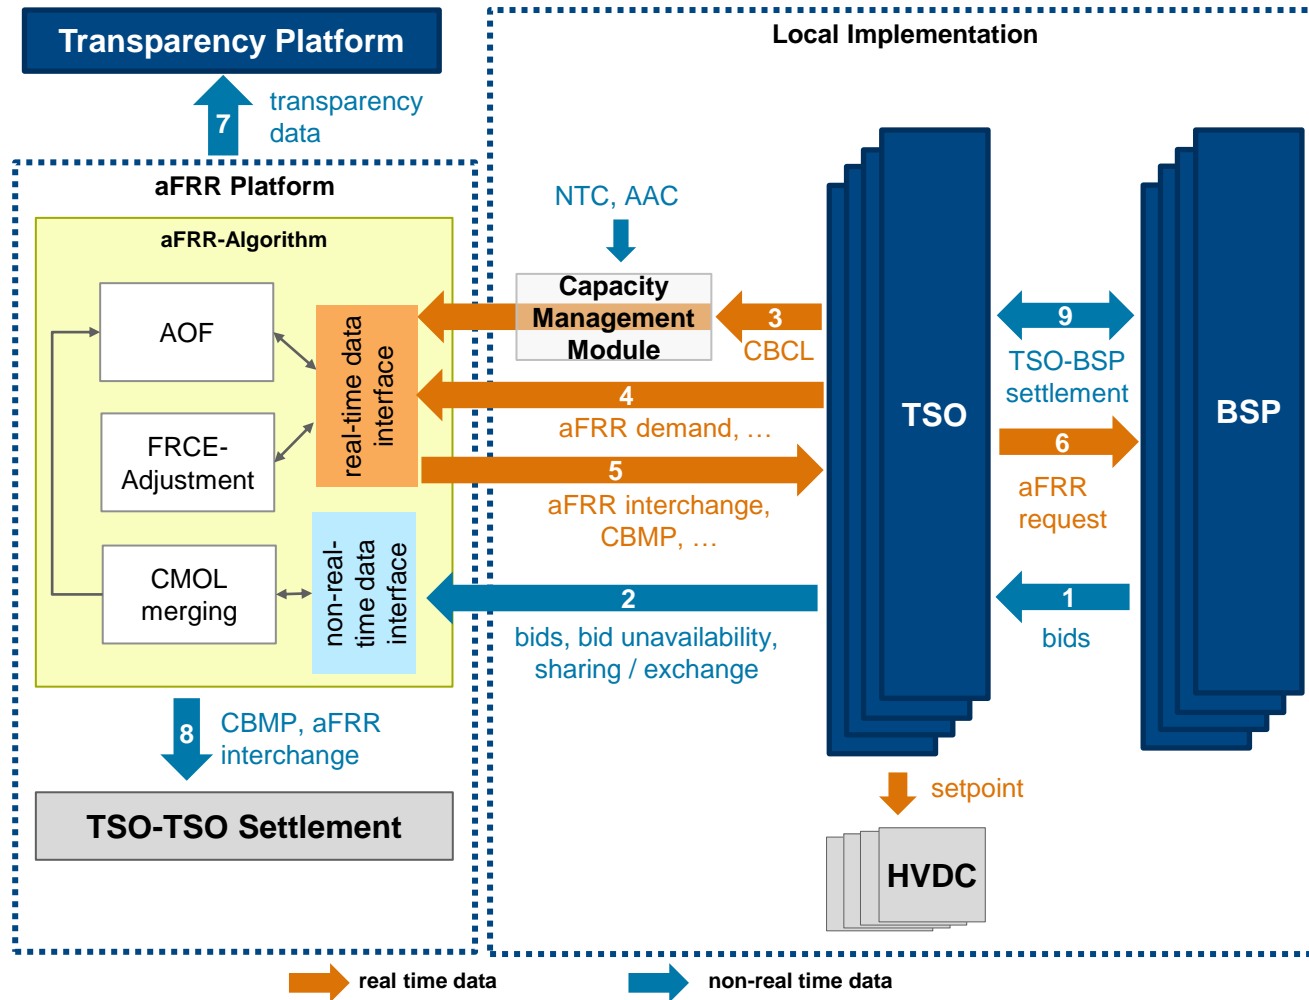 Transparency Platform
7
transparency
data
aFRR Platform
aFRR-Algorithm
AOF
FRCE-
Adjustment
CMOL
merging
real-time data
interface
non-real-
time data
interface
8
CBMP, aFRR
interchange
TSO-TSO Settlement
Local Implementation
NTC, AAC
Capacity
Management
Module
3
CBCL
4
aFRR demand, …
5
aFRR interchange,
CBMP, …
2
bids, bid unavailability,
sharing / exchange
TSO
9
TSO-BSP
settlement
6
aFRR
request
1
bids
BSP
setpoint
HVDC
real time data
non-real time data